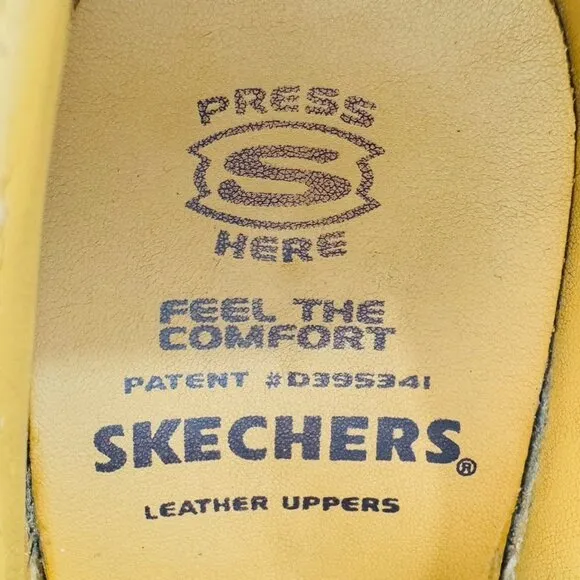 PRESS
S
HERE
FEEL THE
COMFORT
PATENT #D395341
SKECHERS®
LEATHER UPPERS